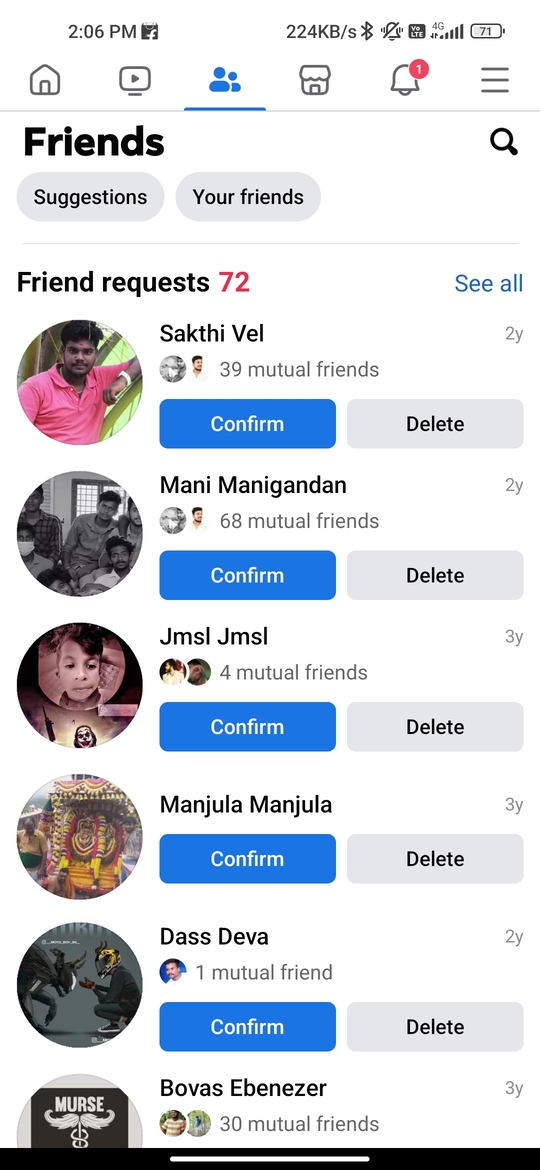 2:06 PM
224KB/s
Vo
LTE
4G
71
1
Friends
Suggestions
Your friends
Friend requests 72
See all
Sakthi Vel
2y
39 mutual friends
Confirm
Delete
Mani Manigandan
2y
68 mutual friends
Confirm
Delete
Jmsl Jmsl
3y
4 mutual friends
Confirm
Delete
Manjula Manjula
3y
Confirm
Delete
Dass Deva
2y
1 mutual friend
Confirm
Delete
Bovas Ebenezer
3y
MURSE
30 mutual friends